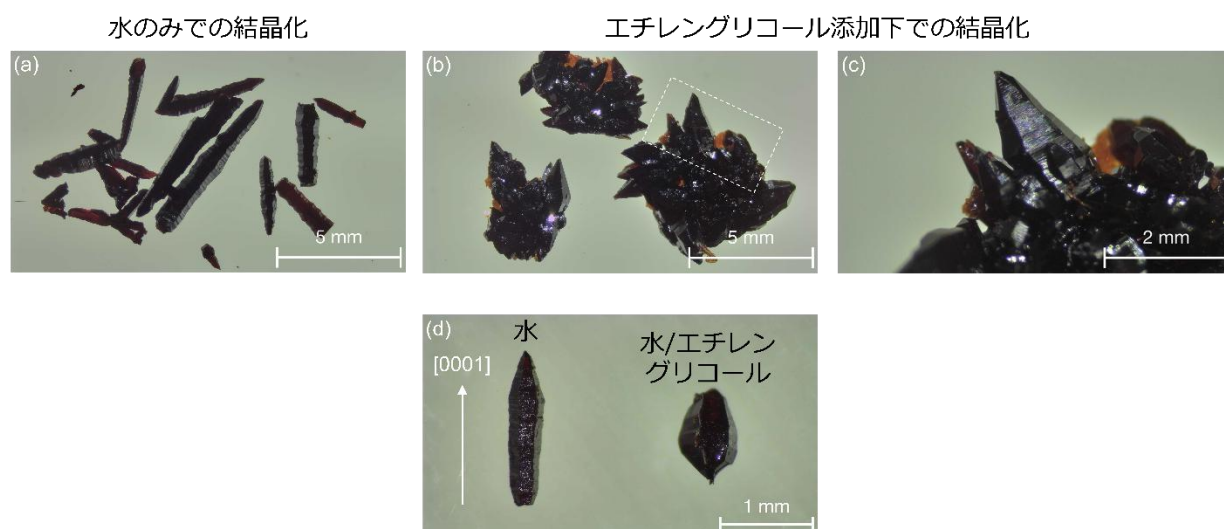 水のみでの結晶化
エチレングリコール添加下での結晶化
(a)
5 mm
(b)
5 mm
(c)
2 mm
(d)
水
[0001]
水/エチレン
グリコール
1 mm